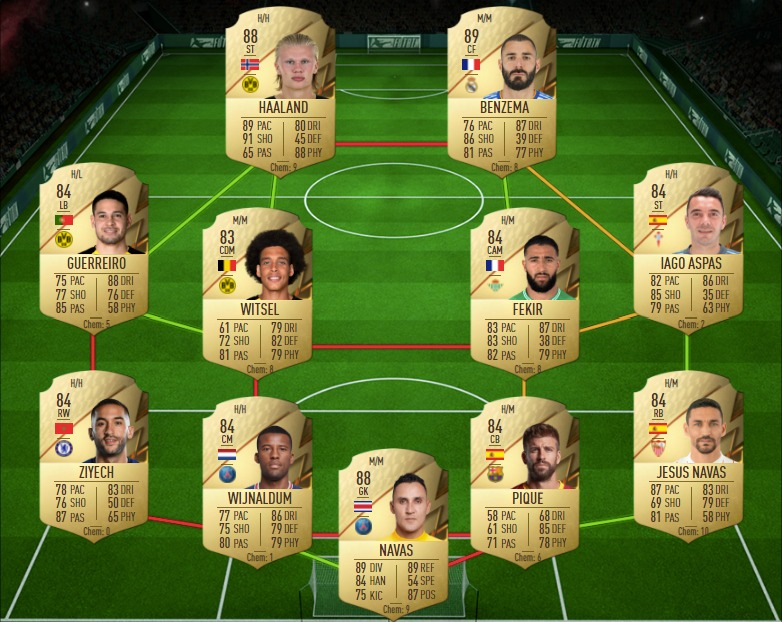 H/H
88
ST
HAALAND
89 PAC 80 DRI
91 SHO 45 DEF
65 PAS 88 PHY
Chem: 9
M/M
89
CF
BENZEMA
76 PAC 87 DRI
86 SHO 39 DEF
81 PAS 77 PHY
Chem: 8
H/L
84
LB
GUERREIRO
75 PAC 88 DRI
77 SHO 76 DEF
85 PAS 58 PHY
Chem: 5
M/M
83
CDM
WITSEL
61 PAC 79 DRI
72 SHO 82 DEF
81 PAS 79 PHY
Chem: 8
H/M
84
CAM
FEKIR
83 PAC 87 DRI
83 SHO 38 DEF
82 PAS 79 PHY
Chem: 8
H/H
84
ST
IAGO ASPAS
82 PAC 86 DRI
85 SHO 35 DEF
79 PAS 63 PHY
Chem: 2
H/H
84
RW
ZIYECH
78 PAC 83 DRI
76 SHO 50 DEF
87 PAS 65 PHY
Chem: 0
H/H
84
CM
WIJNALDUM
77 PAC 86 DRI
75 SHO 79 DEF
80 PAS 79 PHY
Chem: 1
M/M
88
GK
NAVAS
89 DIV 89 REF
84 HAN 54 SPE
75 KIC 87 POS
Chem: 9
H/M
84
CB
PIQUE
58 PAC 68 DRI
61 SHO 85 DEF
71 PAS 78 PHY
Chem: 6
H/M
84
RB
JESUS NAVAS
87 PAC 83 DRI
69 SHO 79 DEF
81 PAS 58 PHY
Chem: 10